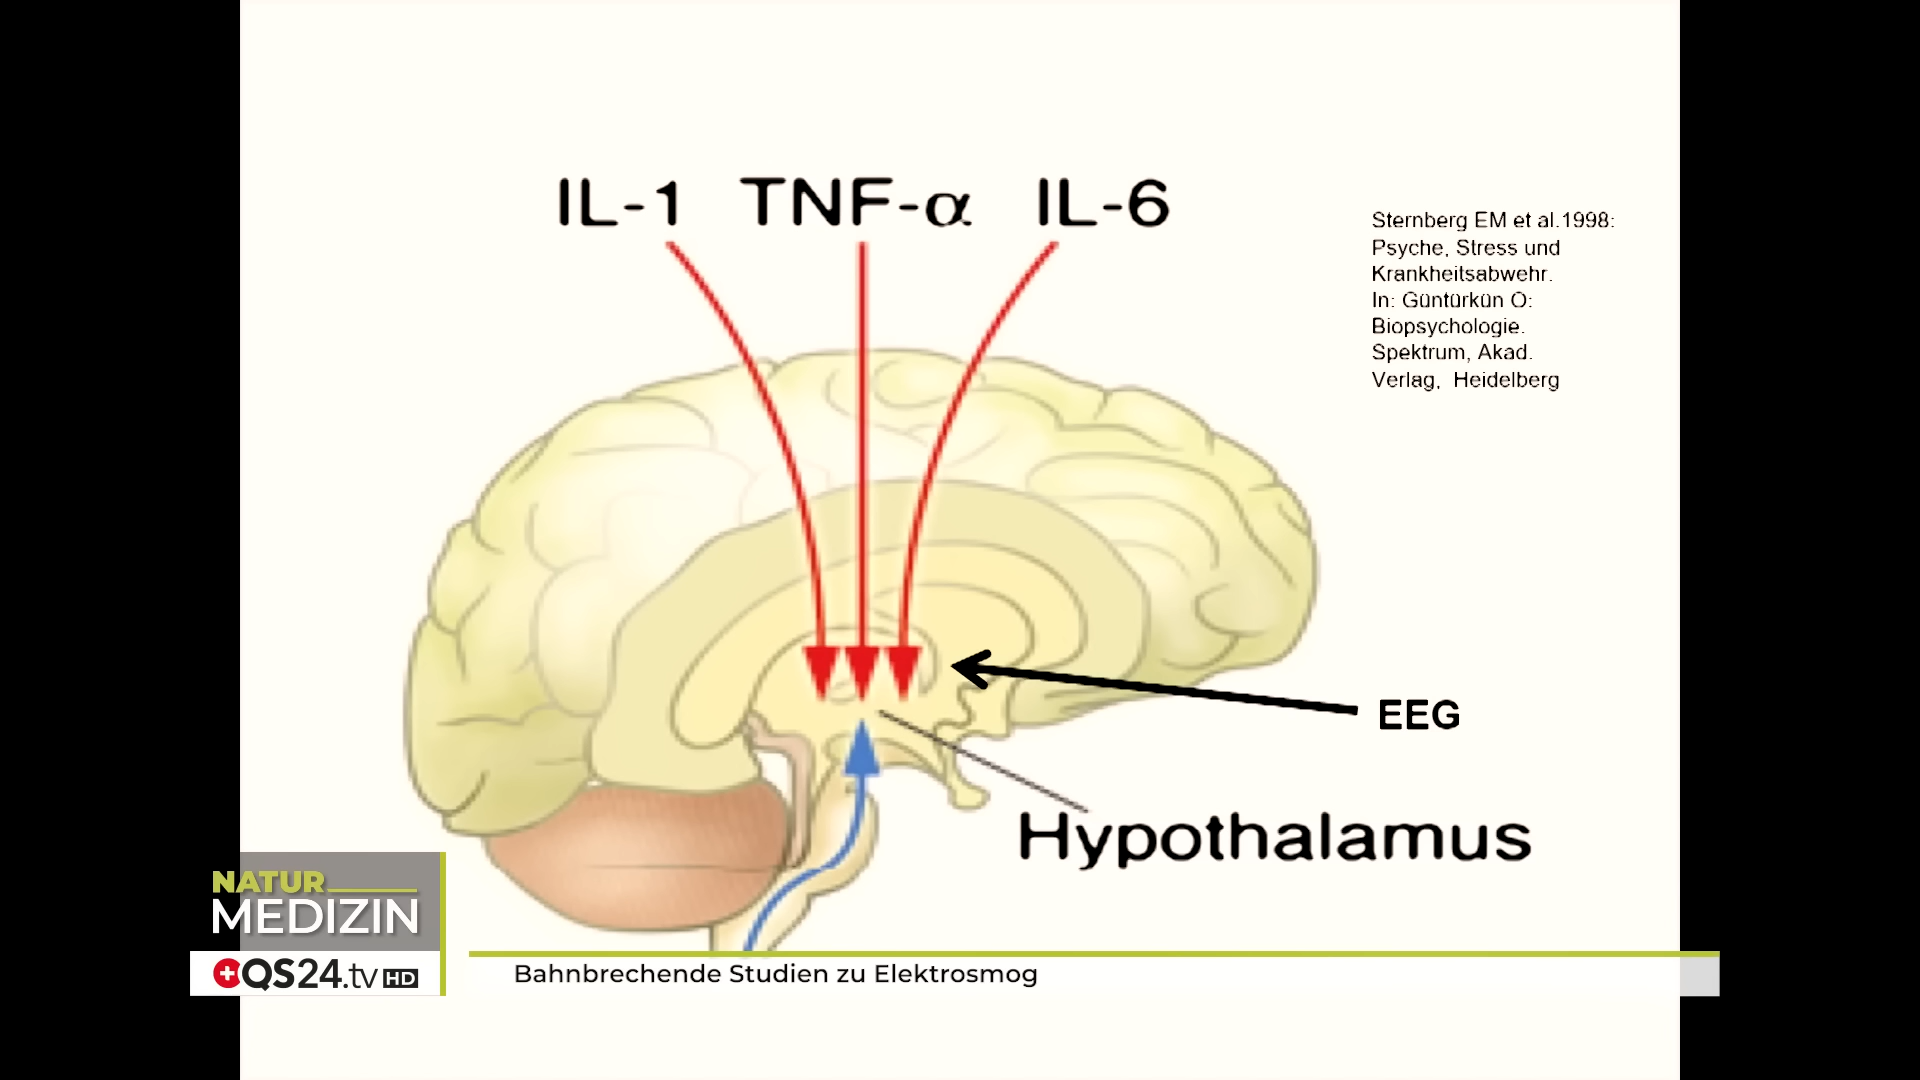 IL-1 TNF-α IL-6
Sternberg EM et al.1998:
Psyche, Stress und
Krankheitsabwehr.
In: Güntürkün O:
Biopsychologie.
Spektrum, Akad.
Verlag, Heidelberg
EEG
Hypothalamus
NATUR
MEDIZIN
QS24.tv HD
Bahnbrechende Studien zu Elektrosmog